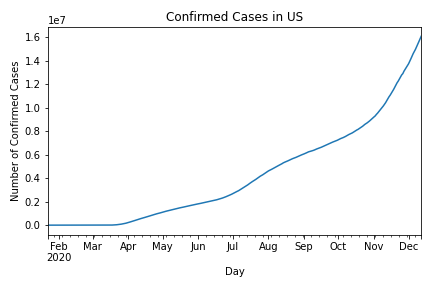 Confirmed Cases in US
1e7
1.6
1.4
1.2
1.0
0.8
0.6
0.4
0.2
0.0
Number of Confirmed Cases
Feb Mar Apr May Jun Jul Aug Sep Oct Nov Dec
2020
Day